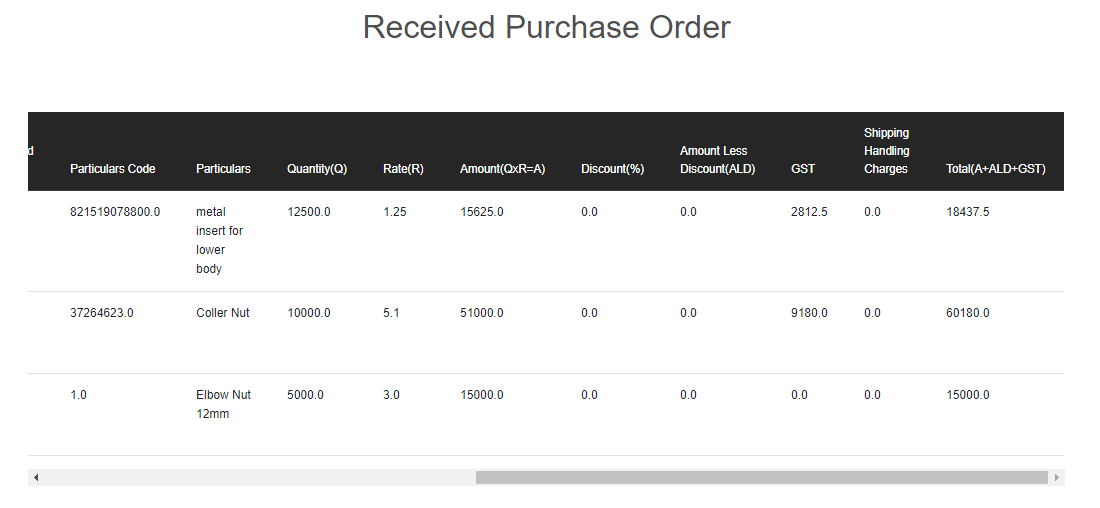 Received Purchase Order
d Particulars Code Particulars Quantity(Q) Rate(R) Amount(QxR=A) Discount(%) Amount Less Discount(ALD) GST Shipping Handling Charges Total(A+ALD+GST)
821519078800.0 metal insert for lower body 12500.0 1.25 15625.0 0.0 0.0 2812.5 0.0 18437.5
37264623.0 Coller Nut 10000.0 5.1 51000.0 0.0 0.0 9180.0 0.0 60180.0
1.0 Elbow Nut 12mm 5000.0 3.0 15000.0 0.0 0.0 0.0 0.0 15000.0